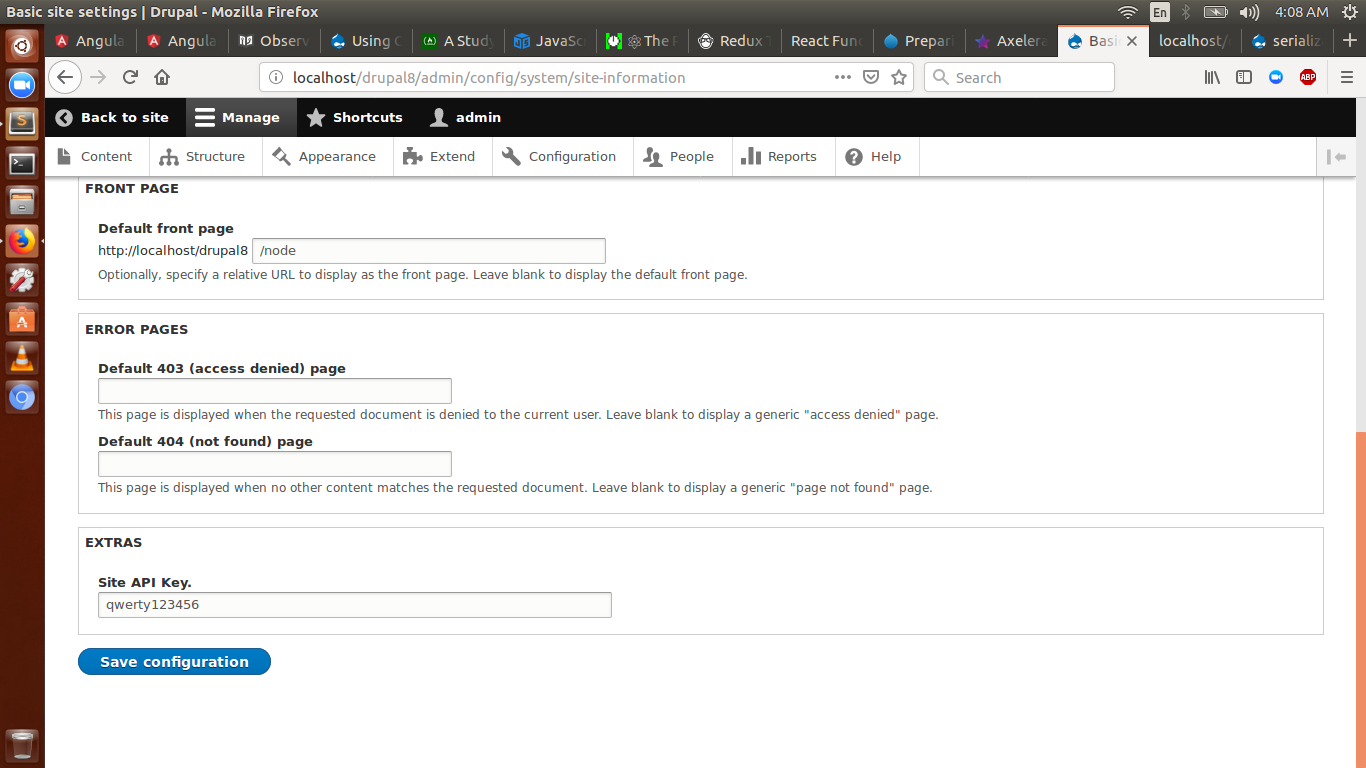 Basic site settings | Drupal - Mozilla Firefox
En
4:08 AM
Angula
Angula
Observ
Using
A Study
JavaSc
The
Redux
React Func
Prepari
Axelera
Basi
localhost/
serializ
localhost/drupal8/admin/config/system/site-information
Search
ABP
Back to site
Manage
Shortcuts
admin
Content
Structure
Appearance
Extend
Configuration
People
Reports
Help
FRONT PAGE
Default front page
http://localhost/drupal8 /node
Optionally, specify a relative URL to display as the front page. Leave blank to display the default front page.
ERROR PAGES
Default 403 (access denied) page
This page is displayed when the requested document is denied to the current user. Leave blank to display a generic "access denied" page.
Default 404 (not found) page
This page is displayed when no other content matches the requested document. Leave blank to display a generic "page not found" page.
EXTRAS
Site API Key.
qwerty123456
Save configuration